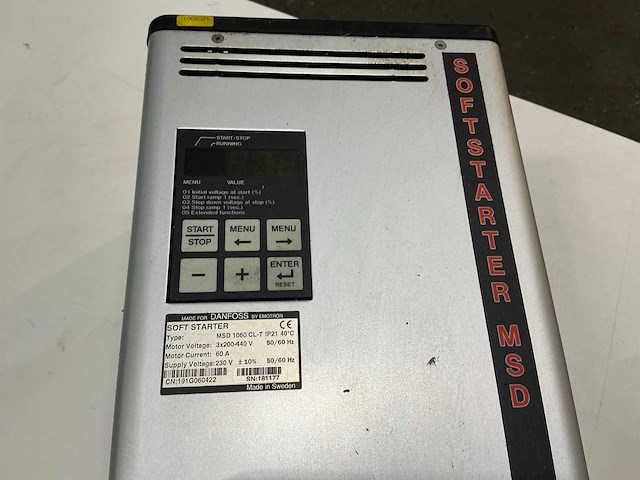 SOFTSTARTER MSD
START/STOP
RUNNING
MENU VALUE
01 Initial voltage at start (%)
02 Start ramp 1 (sec.)
03 Step down voltage at stop (%)
04 Stop ramp 1 (sec.)
05 Extended functions
START
STOP
MENU
←
MENU
→
−
+
ENTER
RESET
MADE FOR DANFOSS BY EMOTRON
SOFT STARTER CE
Type: MSD 1060 CL-T IP21 40°C
Motor Voltage: 3x200-440 V 50/60 Hz
Motor Current: 60 A
Supply Voltage: 230 V ± 10% 50/60 Hz
CN:191G060422 SN:181177
Made in Sweden